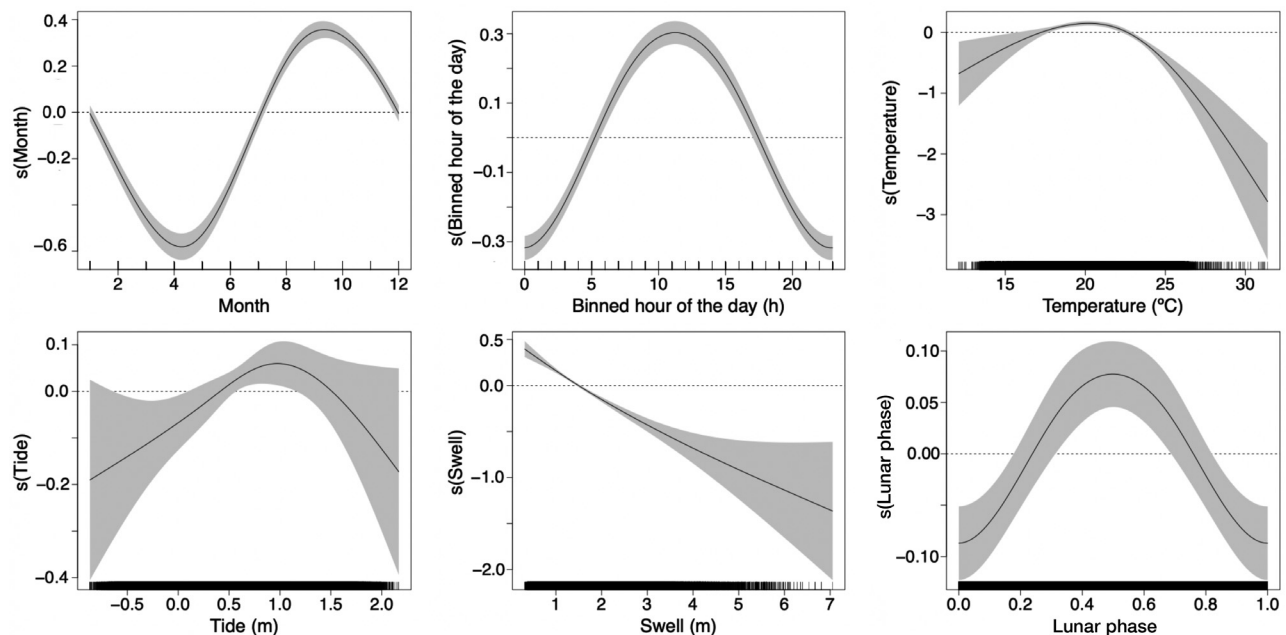 s(Month)
0.4
0.2
0.0
−0.2
−0.6
2 4 6 8 10 12
Month
s(Binned hour of the day)
0.3
0.1
−0.1
−0.3
0 5 10 15 20
Binned hour of the day (h)
s(Temperature)
0
−1
−2
−3
15 20 25 30
Temperature (ºC)
s(Tide)
0.1
0.0
−0.2
−0.4
−0.5 0.0 0.5 1.0 1.5 2.0
Tide (m)
s(Swell)
0.5
0.0
−1.0
−2.0
1 2 3 4 5 6 7
Swell (m)
s(Lunar phase)
0.10
0.05
0.00
−0.10
0.0 0.2 0.4 0.6 0.8 1.0
Lunar phase